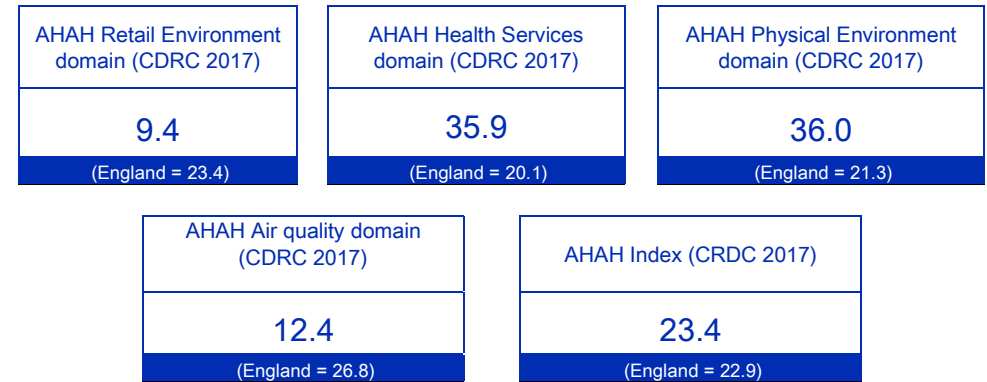 AHAH Retail Environment
domain (CDRC 2017)
9.4
(England = 23.4)
AHAH Health Services
domain (CDRC 2017)
35.9
(England = 20.1)
AHAH Physical Environment
domain (CDRC 2017)
36.0
(England = 21.3)
AHAH Air quality domain
(CDRC 2017)
12.4
(England = 26.8)
AHAH Index (CRDC 2017)
23.4
(England = 22.9)